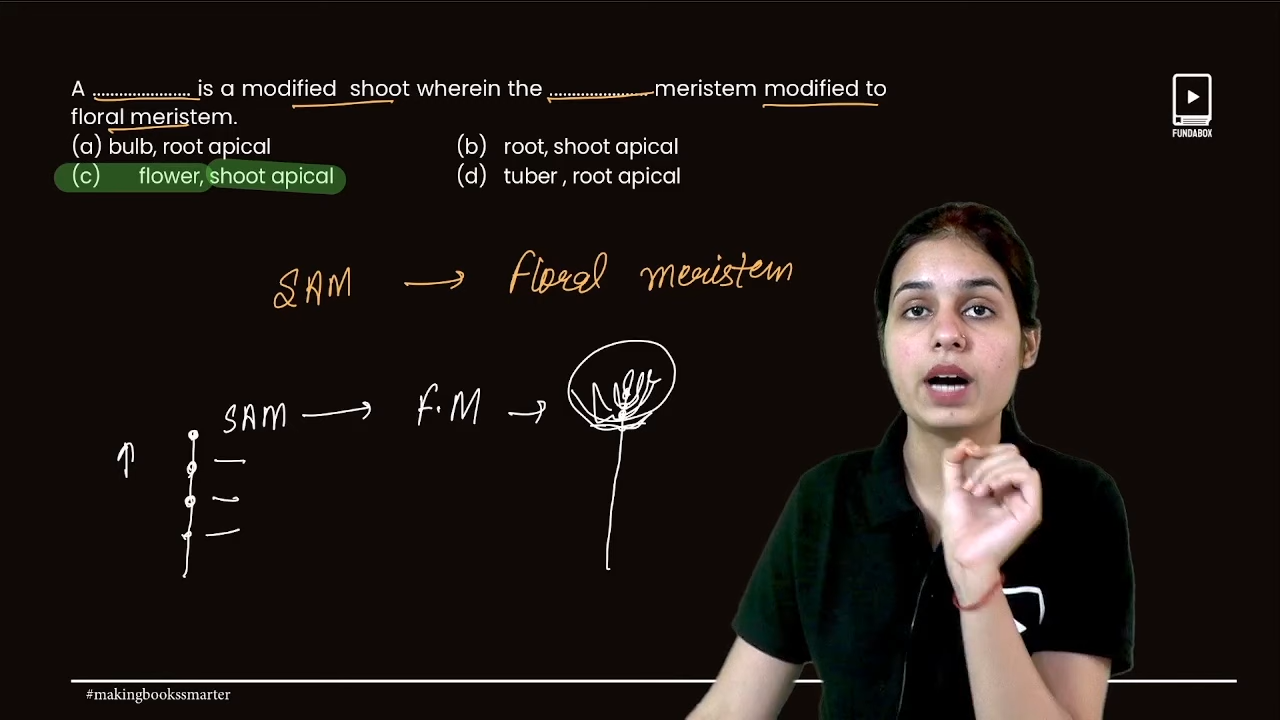 A ...................... is a modified shoot wherein the ...................... meristem modified to
floral meristem.
(a) bulb, root apical
(b) root, shoot apical
(c) flower, shoot apical
(d) tuber , root apical
FUNDABOX
SAM → floral meristem
SAM → F.M →
#makingbookssmarter